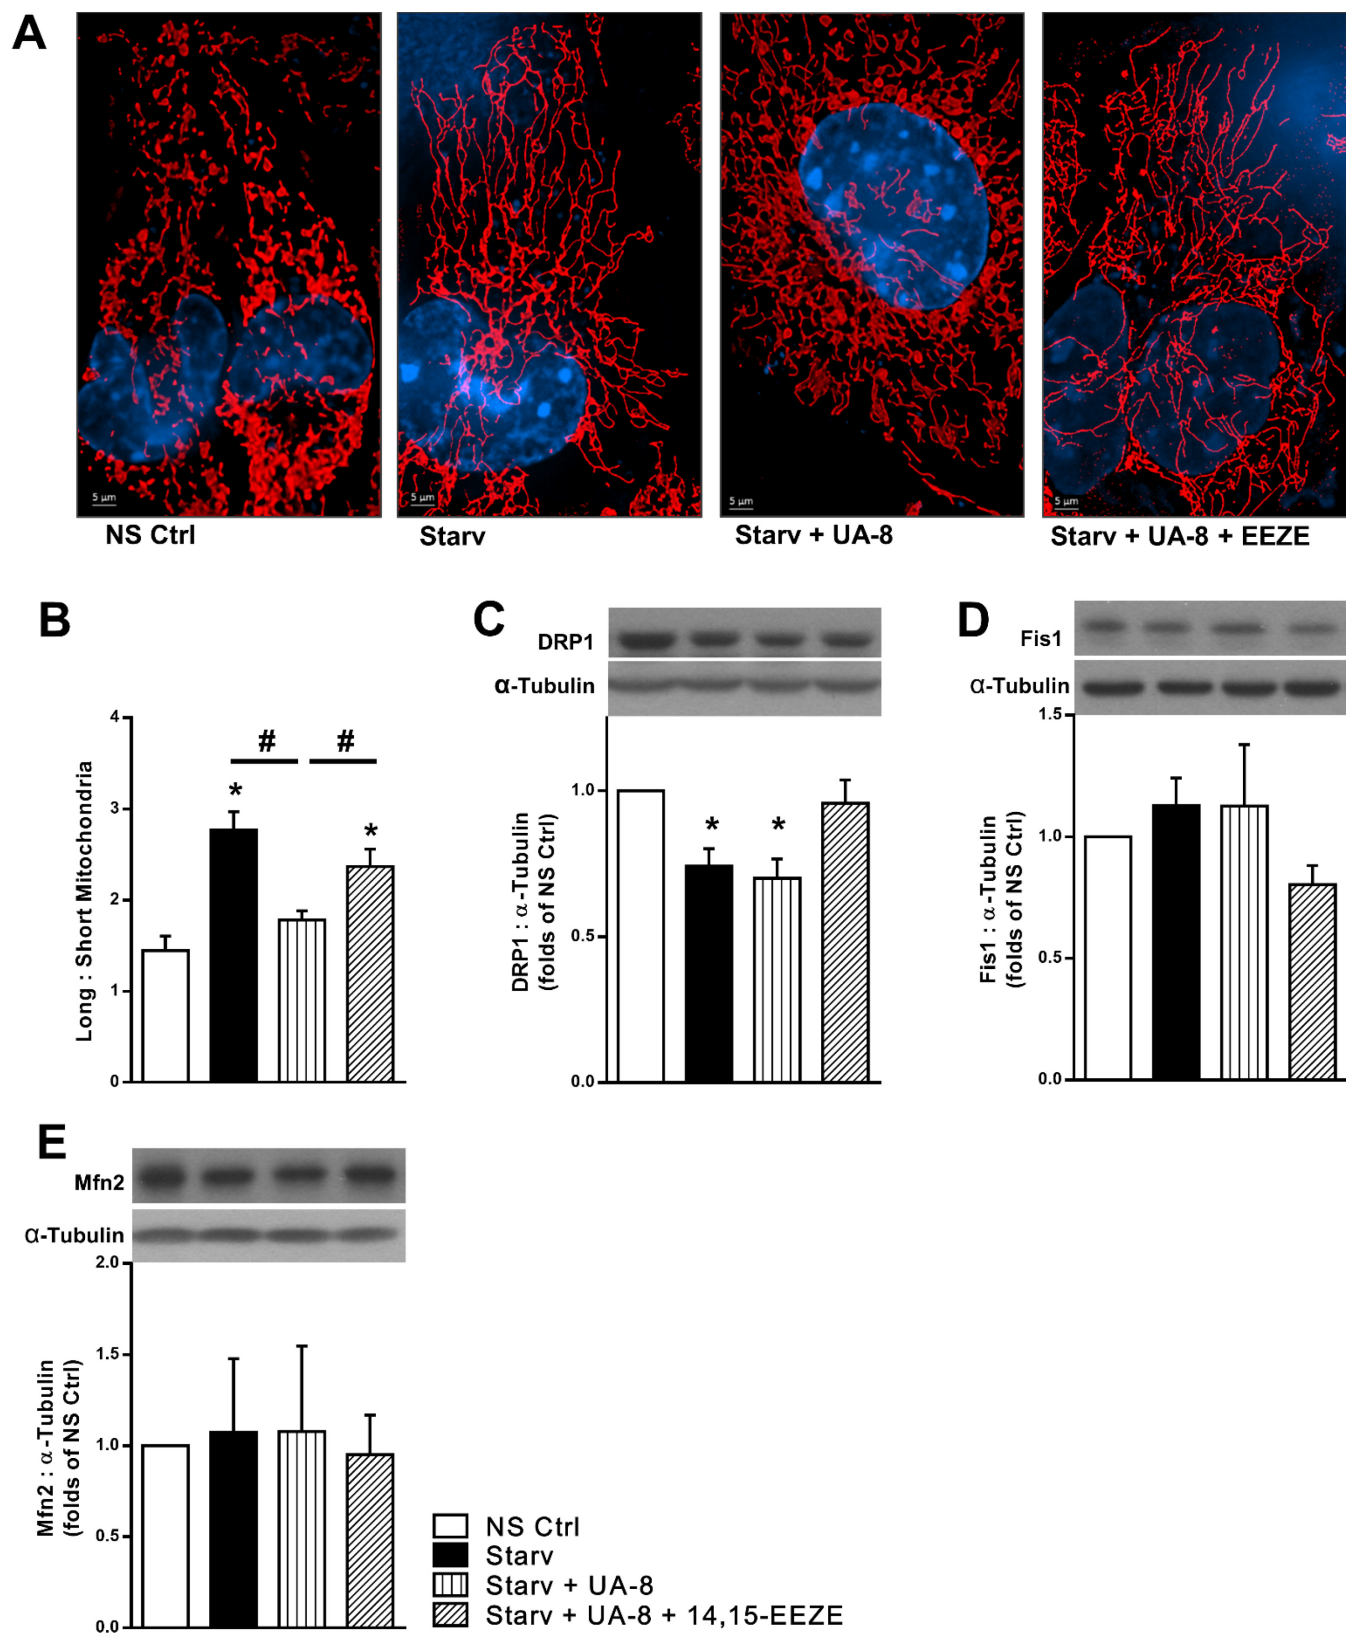 A
5 µm
5 µm
5 µm
5 µm
NS Ctrl
Starv
Starv + UA-8
Starv + UA-8 + EEZE
B
Long : Short Mitochondria
4
3
2
1
0
#
#
*
*
C
DRP1
α-Tubulin
DRP1 : α-Tubulin
(folds of NS Ctrl)
1.0
0.5
0.0
*
*
D
Fis1
α-Tubulin
Fis1 : α-Tubulin
(folds of NS Ctrl)
1.5
1.0
0.5
0.0
E
Mfn2
α-Tubulin
Mfn2 : α-Tubulin
(folds of NS Ctrl)
2.0
1.5
1.0
0.5
0.0
NS Ctrl
Starv
Starv + UA-8
Starv + UA-8 + 14,15-EEZE